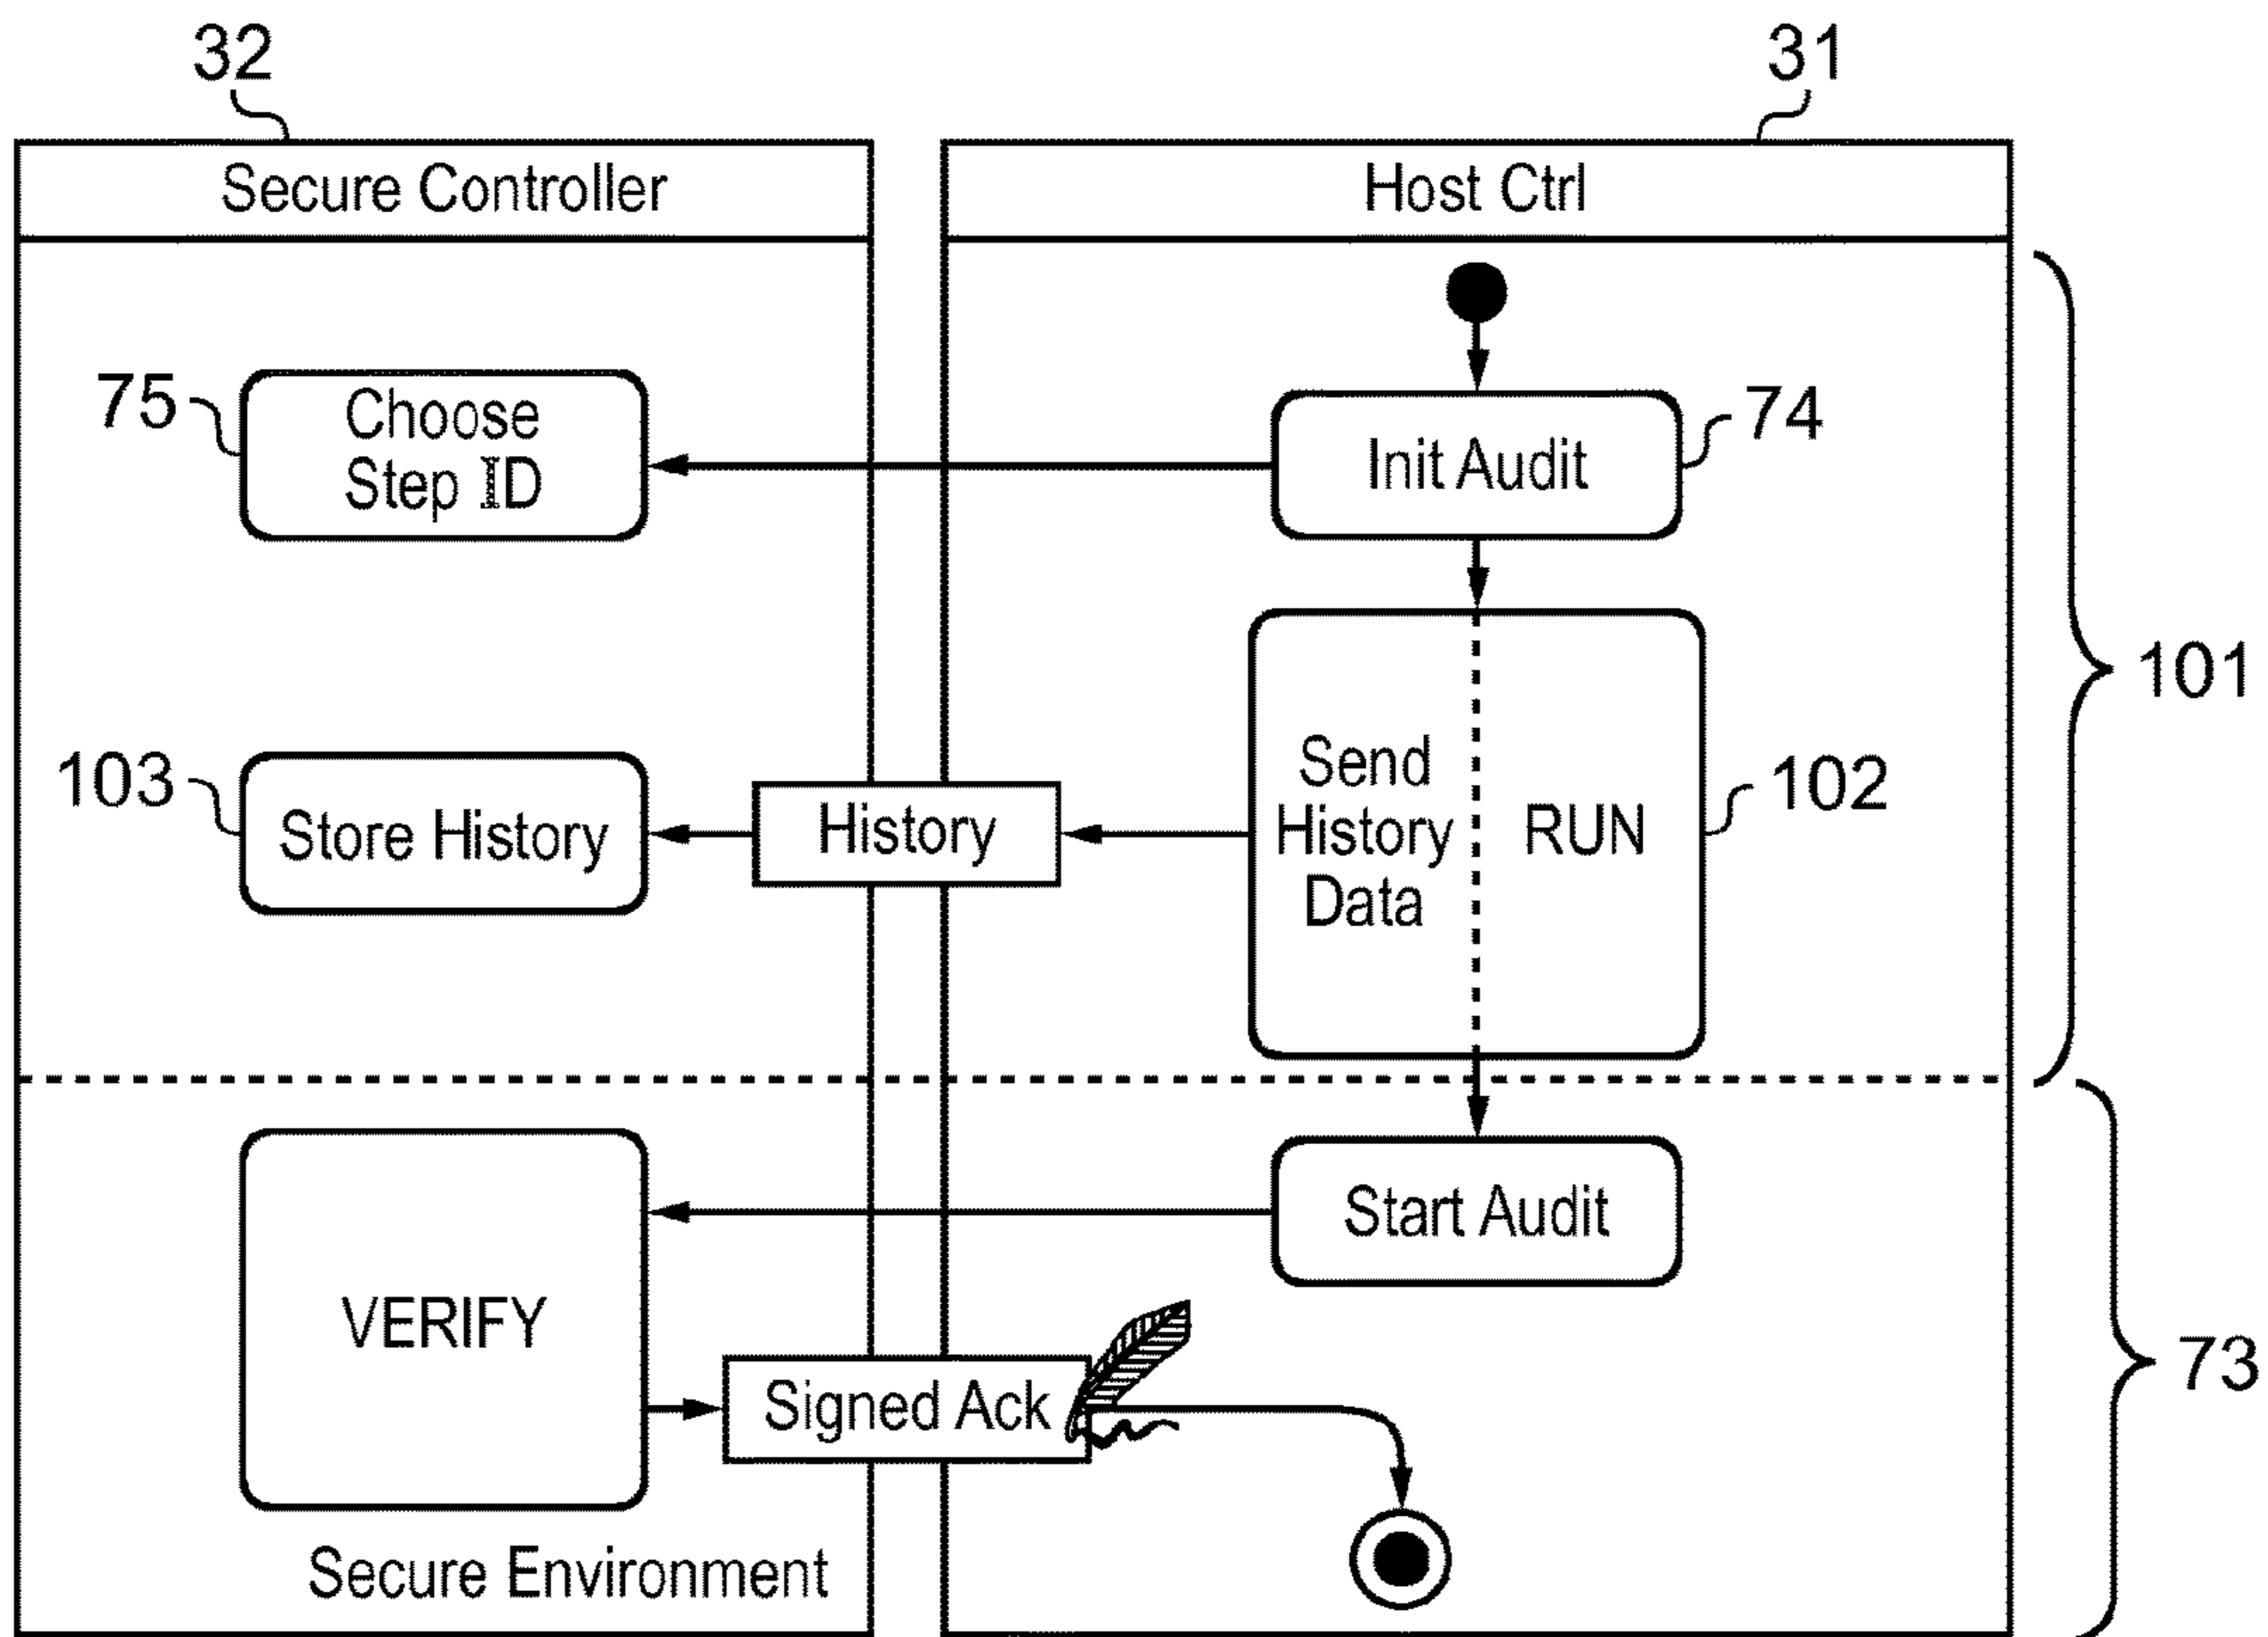 32
31
Secure Controller
Host Ctrl
75
Choose
Step ID
Init Audit
74
101
103
Store History
History
Send
History
Data
RUN
102
Start Audit
VERIFY
Signed Ack
73
Secure Environment